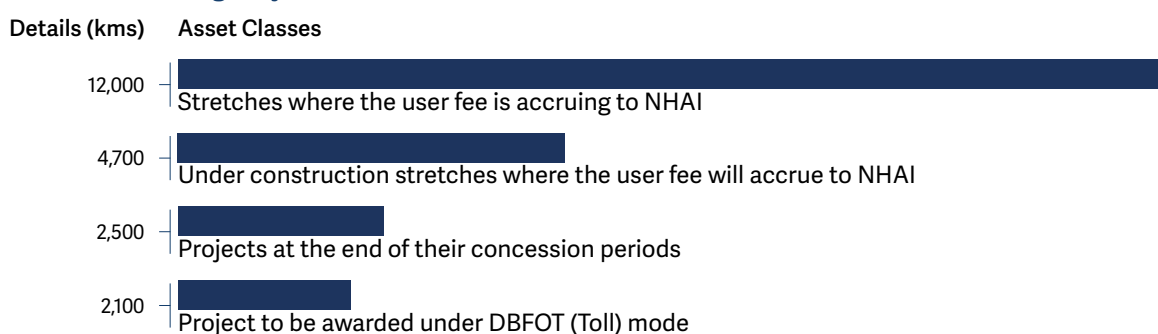 Details (kms) Asset Classes
12,000
Stretches where the user fee is accruing to NHAI
4,700
Under construction stretches where the user fee will accrue to NHAI
2,500
Projects at the end of their concession periods
2,100
Project to be awarded under DBFOT (Toll) mode